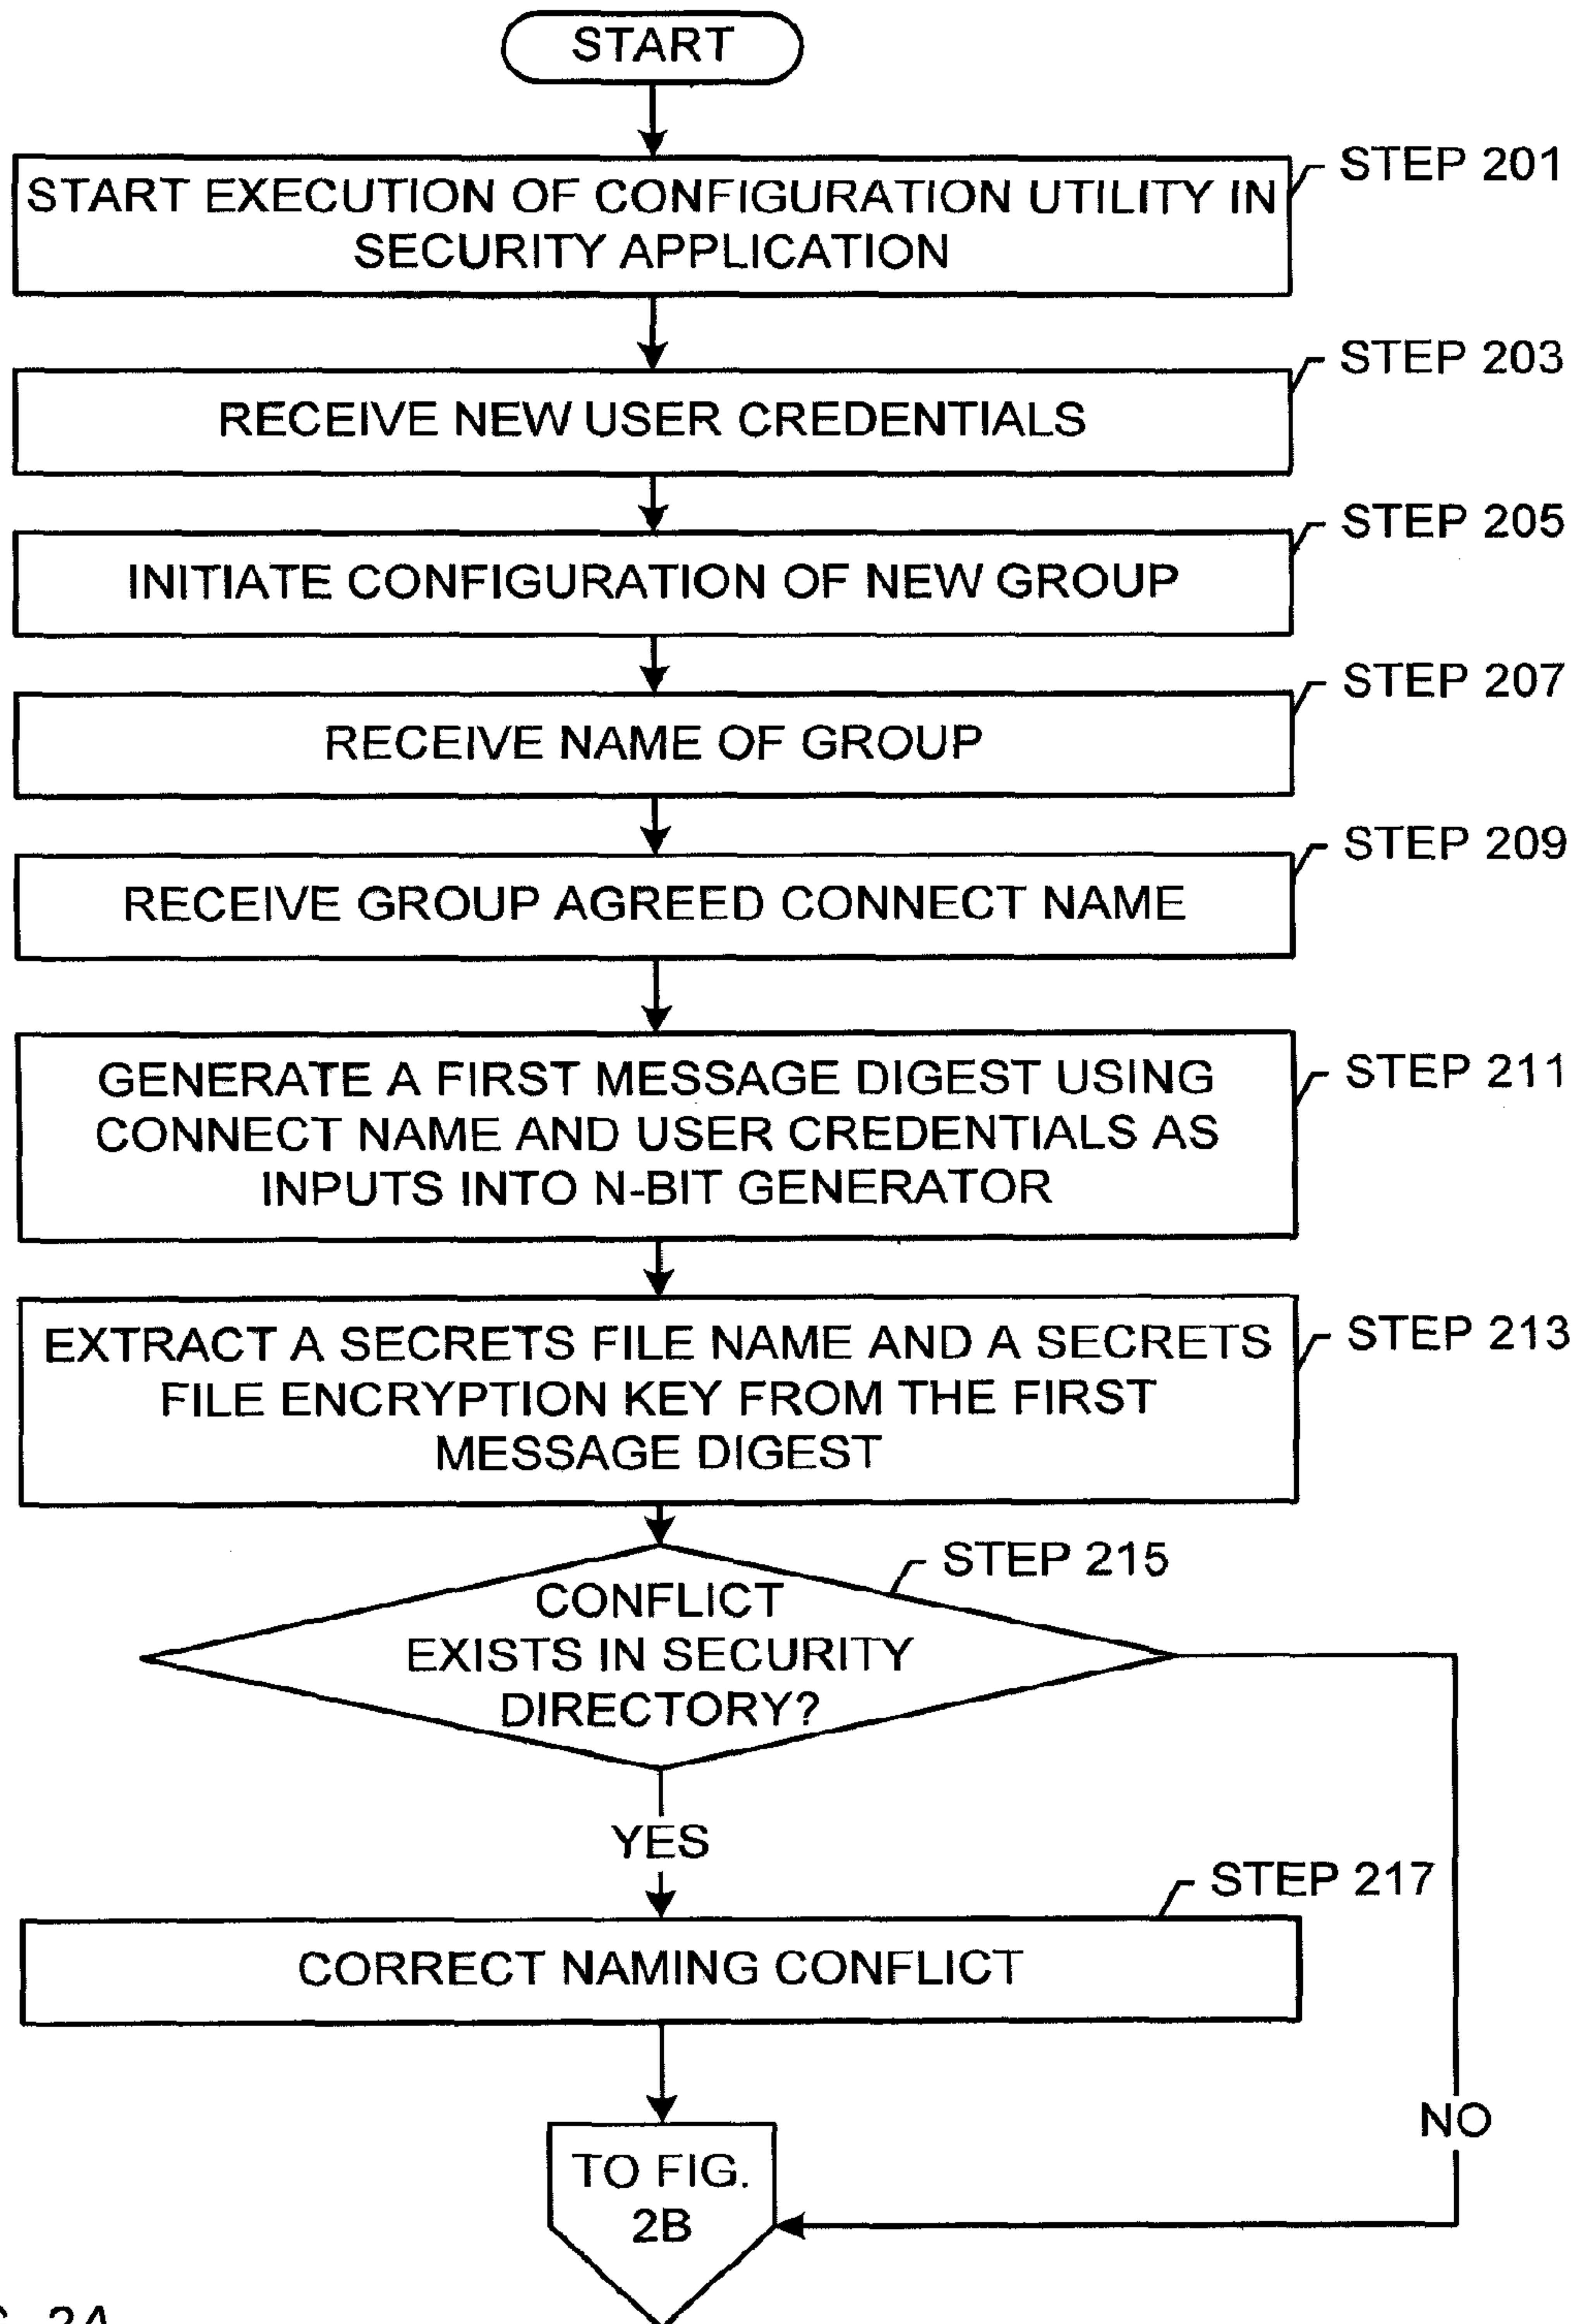 START
STEP 201
START EXECUTION OF CONFIGURATION UTILITY IN
SECURITY APPLICATION
STEP 203
RECEIVE NEW USER CREDENTIALS
STEP 205
INITIATE CONFIGURATION OF NEW GROUP
STEP 207
RECEIVE NAME OF GROUP
STEP 209
RECEIVE GROUP AGREED CONNECT NAME
STEP 211
GENERATE A FIRST MESSAGE DIGEST USING
CONNECT NAME AND USER CREDENTIALS AS
INPUTS INTO N-BIT GENERATOR
STEP 213
EXTRACT A SECRETS FILE NAME AND A SECRETS
FILE ENCRYPTION KEY FROM THE FIRST
MESSAGE DIGEST
STEP 215
CONFLICT
EXISTS IN SECURITY
DIRECTORY?
YES
STEP 217
CORRECT NAMING CONFLICT
NO
TO FIG.
2B
2A